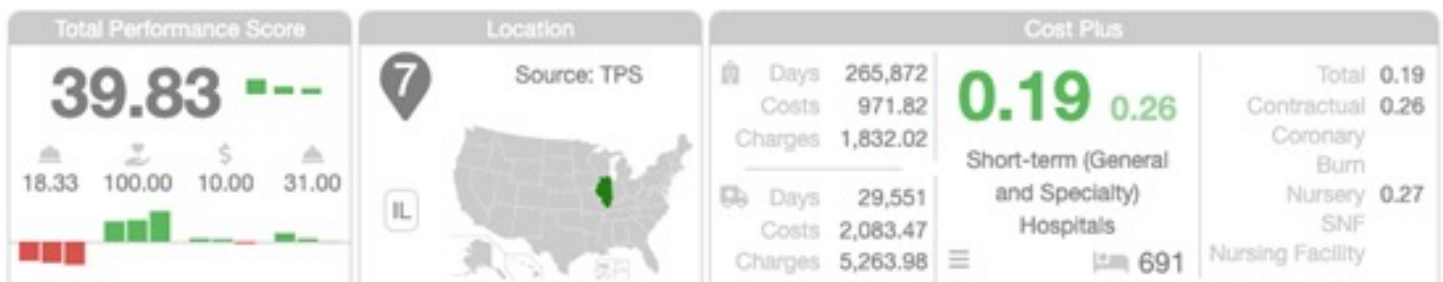 Total Performance Score
39.83
$
18.33 100.00 10.00 31.00
Location
7
Source: TPS
IL
Cost Plus
Days 265,872
Costs 971.82
Charges 1,832.02
Days 29,551
Costs 2,083.47
Charges 5,263.98
0.19 0.26
Short-term (General
and Specialty)
Hospitals
691
Total 0.19
Contractual 0.26
Coronary
Burn
Nursery 0.27
SNF
Nursing Facility